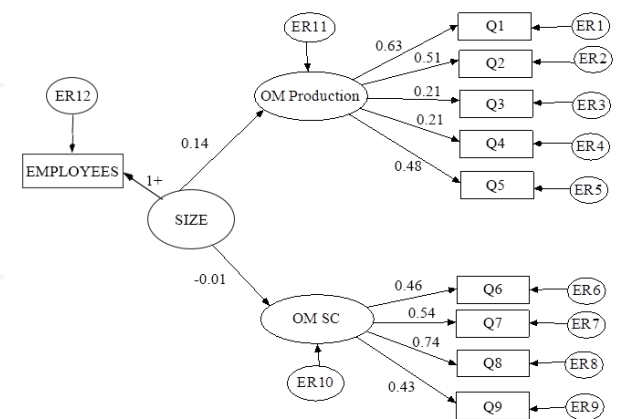 ER11
Q1
ER1
0.63
0.51
Q2
ER2
ER12
OM Production
0.21
Q3
ER3
0.21
Q4
ER4
0.14
0.48
EMPLOYEES
1+
Q5
ER5
SIZE
-0.01
0.46
Q6
ER6
OM SC
0.54
Q7
ER7
0.74
Q8
ER8
ER10
0.43
Q9
ER9